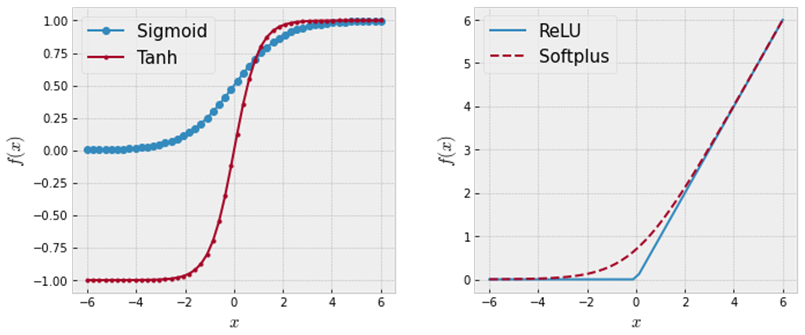 Sigmoid
Tanh
1.00
0.75
0.50
0.25
0.00
−0.25
−0.50
−0.75
−1.00
f(x)
−6 −4 −2 0 2 4 6
x
ReLU
Softplus
6
5
4
3
2
1
0
f(x)
−6 −4 −2 0 2 4 6
x